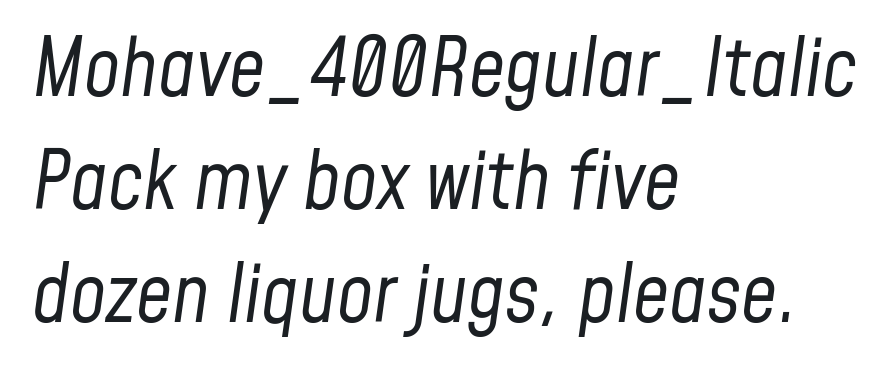 Mohave_400Regular_Italic
Pack my box with five
dozen liquor jugs, please.